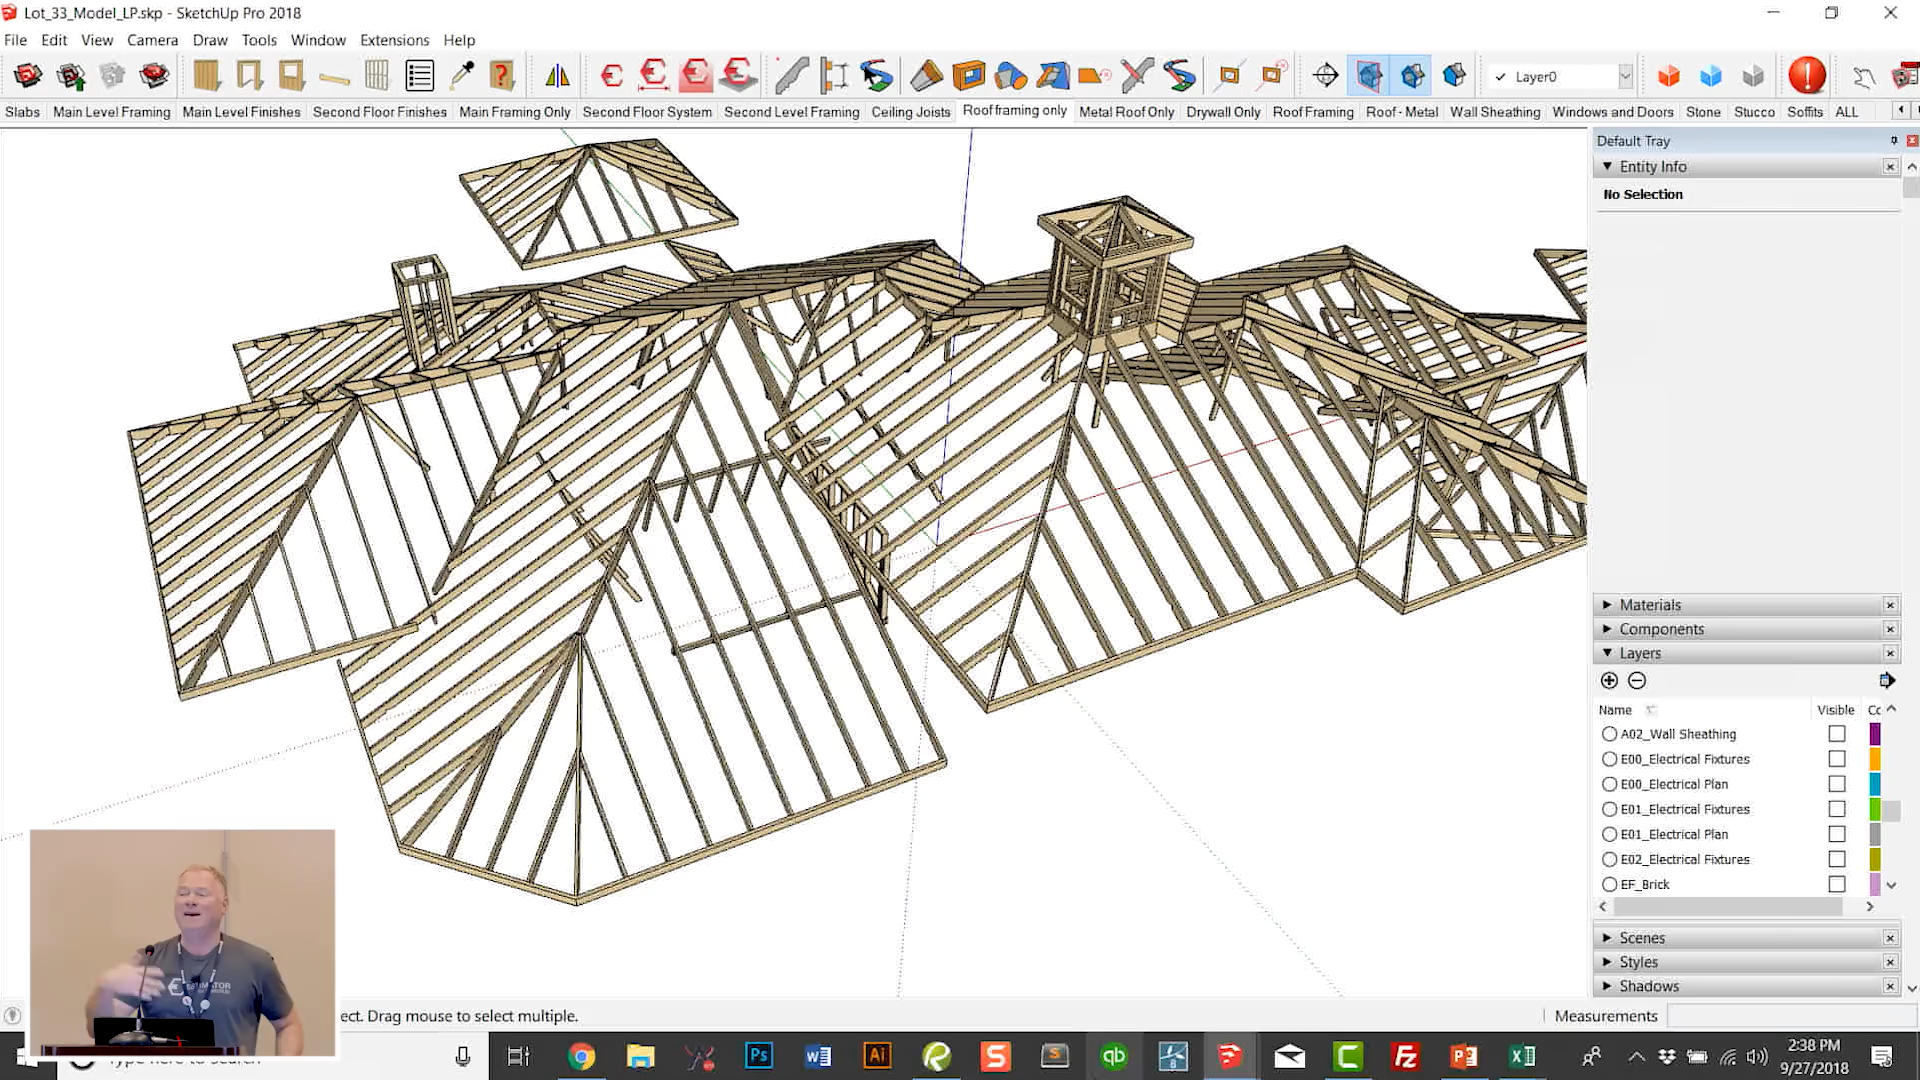 Lot_33_Model_LP.skp - SketchUp Pro 2018
File Edit View Camera Draw Tools Window Extensions Help
Layer0
Slabs Main Level Framing Main Level Finishes Second Floor Finishes Main Framing Only Second Floor System Second Level Framing Ceiling Joists Roof framing only Metal Roof Only Drywall Only Roof Framing Roof - Metal Wall Sheathing Windows and Doors Stone Stucco Soffits ALL
Default Tray
Entity Info
No Selection
Materials
Components
Layers
Name Visible Cc
A02_Wall Sheathing
E00_Electrical Fixtures
E00_Electrical Plan
E01_Electrical Fixtures
E01_Electrical Plan
E02_Electrical Fixtures
EF_Brick
Scenes
Styles
Shadows
ect. Drag mouse to select multiple.
Measurements
Ps
Ai
qb
2:38 PM
9/27/2018